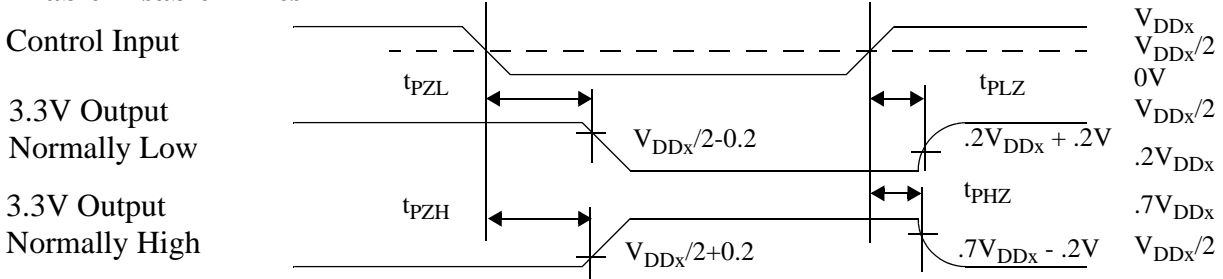 Control Input
V_DDx
V_DDx/2
0V
t_PZL
t_PLZ
3.3V Output
Normally Low
V_DDx/2-0.2
.2V_DDx + .2V
V_DDx/2
.2V_DDx
3.3V Output
Normally High
t_PZH
t_PHZ
V_DDx/2+0.2
.7V_DDx - .2V
.7V_DDx
V_DDx/2